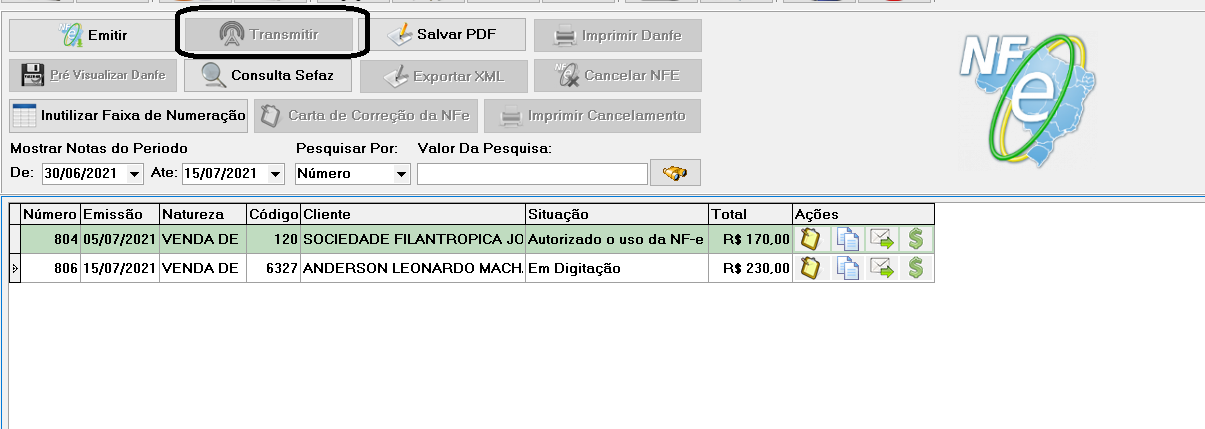 Emitir Transmitir Salvar PDF Imprimir Danfe
Pré Visualizar Danfe Consulta Sefaz Exportar XML Cancelar NFE
Inutilizar Faixa de Numeração Carta de Correção da NFe Imprimir Cancelamento
NFe
Mostrar Notas do Periodo Pesquisar Por: Valor Da Pesquisa:
De: 30/06/2021 Ate: 15/07/2021 Número
Número Emissão Natureza Código Cliente Situação Total Ações
804 05/07/2021 VENDA DE 120 SOCIEDADE FILANTROPICA JO Autorizado o uso da NF-e R$ 170,00
806 15/07/2021 VENDA DE 6327 ANDERSON LEONARDO MACH. Em Digitação R$ 230,00